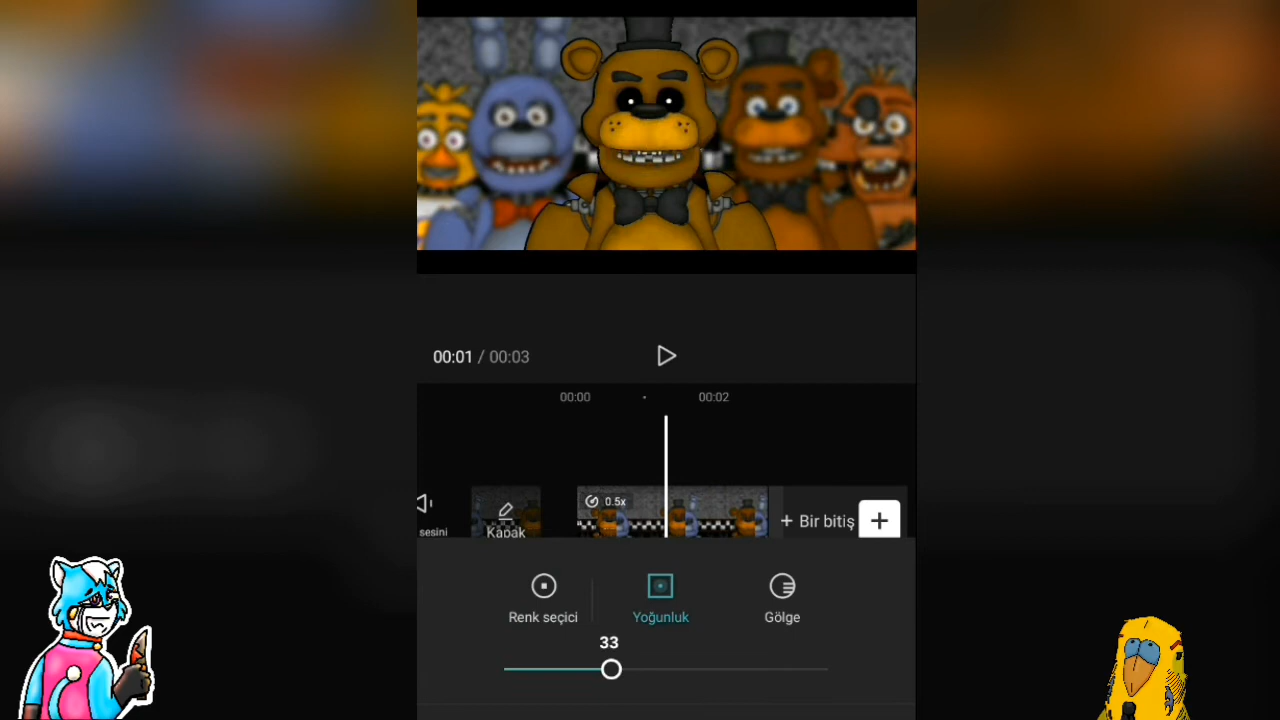 00:01 / 00:03
00:00
00:02
0.5x
sesini
Kapak
+ Bir bitiş
Renk seçici
Yoğunluk
Gölge
33